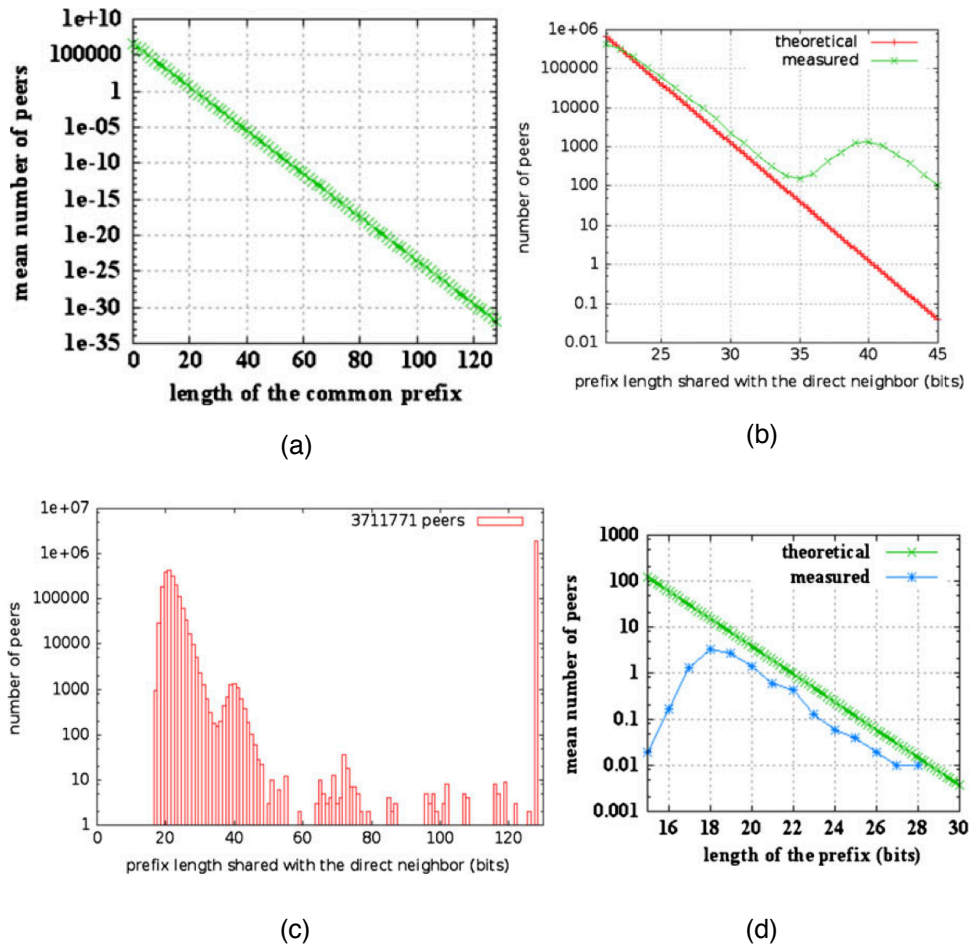 1e+10
100000
1
1e-05
1e-10
1e-15
1e-20
1e-25
1e-30
1e-35
mean number of peers
0 20 40 60 80 100 120
length of the common prefix
(a)
1e+06
100000
10000
1000
100
10
1
0.1
0.01
number of peers
theoretical
measured
25 30 35 40 45
prefix length shared with the direct neighbor (bits)
(b)
1e+07
1e+06
100000
10000
1000
100
10
1
number of peers
3711771 peers
0 20 40 60 80 100 120
prefix length shared with the direct neighbor (bits)
(c)
1000
100
10
1
0.1
0.01
0.001
mean number of peers
theoretical
measured
16 18 20 22 24 26 28 30
length of the prefix (bits)
(d)